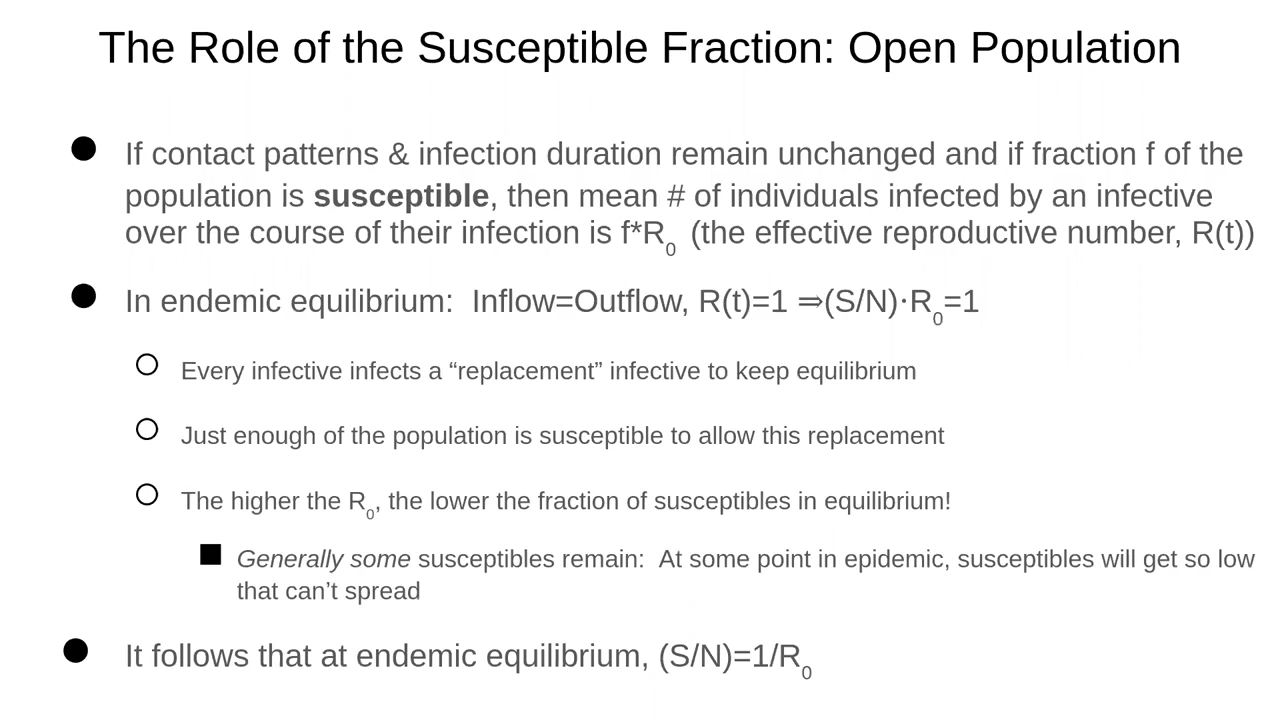 The Role of the Susceptible Fraction: Open Population
If contact patterns & infection duration remain unchanged and if fraction f of the
population is susceptible, then mean # of individuals infected by an infective
over the course of their infection is f*R0 (the effective reproductive number, R(t))
In endemic equilibrium: Inflow=Outflow, R(t)=1 ⇒(S/N)·R0=1
Every infective infects a “replacement” infective to keep equilibrium
Just enough of the population is susceptible to allow this replacement
The higher the R0, the lower the fraction of susceptibles in equilibrium!
Generally some susceptibles remain: At some point in epidemic, susceptibles will get so low
that can’t spread
It follows that at endemic equilibrium, (S/N)=1/R0